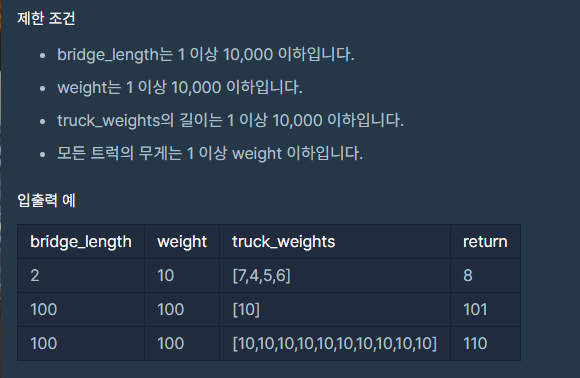 제한 조건
• bridge_length는 1 이상 10,000 이하입니다.
• weight는 1 이상 10,000 이하입니다.
• truck_weights의 길이는 1 이상 10,000 이하입니다.
• 모든 트럭의 무게는 1 이상 weight 이하입니다.
입출력 예
bridge_length weight truck_weights return
2 10 [7,4,5,6] 8
100 100 [10] 101
100 100 [10,10,10,10,10,10,10,10,10,10] 110